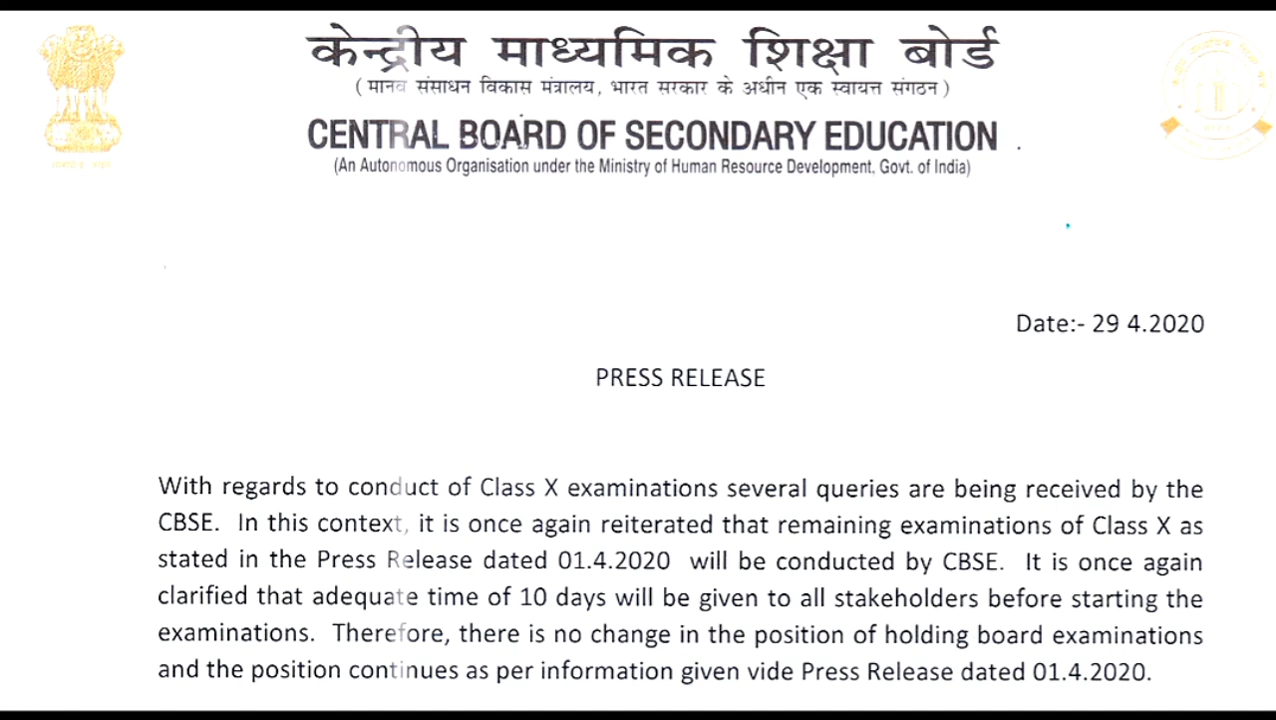 केन्द्रीय माध्यमिक शिक्षा बोर्ड
(मानव संसाधन विकास मंत्रालय, भारत सरकार के अधीन एक स्वायत्त संगठन)
CENTRAL BOARD OF SECONDARY EDUCATION
(An Autonomous Organisation under the Ministry of Human Resource Development, Govt. of India)
Date:- 29 4.2020
PRESS RELEASE
With regards to conduct of Class X examinations several queries are being received by the
CBSE. In this context, it is once again reiterated that remaining examinations of Class X as
stated in the Press Release dated 01.4.2020 will be conducted by CBSE. It is once again
clarified that adequate time of 10 days will be given to all stakeholders before starting the
examinations. Therefore, there is no change in the position of holding board examinations
and the position continues as per information given vide Press Release dated 01.4.2020.